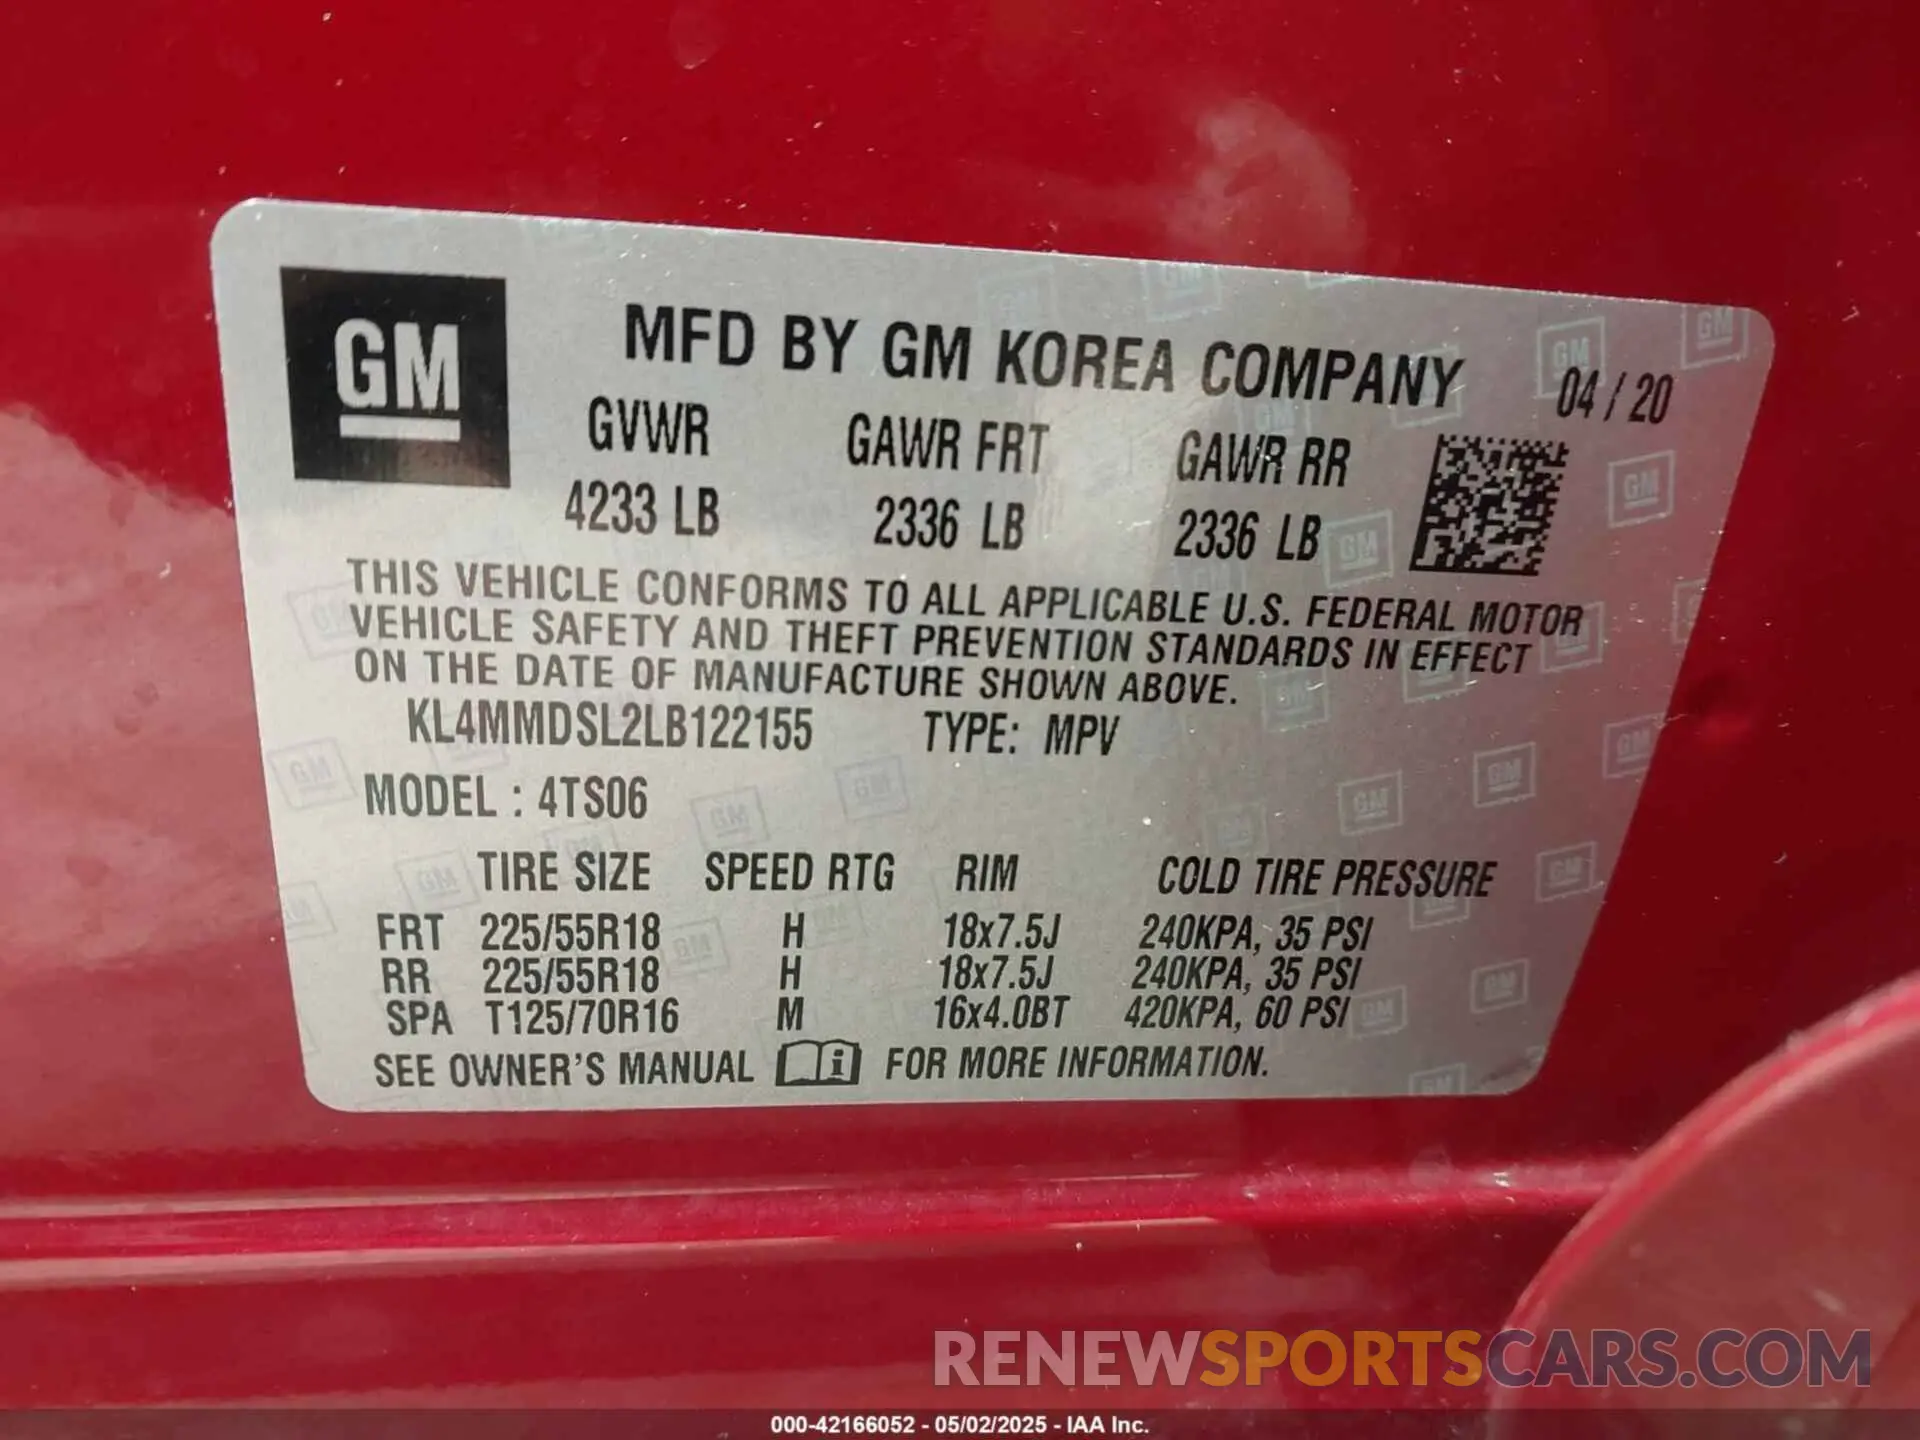 GM
MFD BY GM KOREA COMPANY 04 / 20
GVWR GAWR FRT GAWR RR
4233 LB 2336 LB 2336 LB
THIS VEHICLE CONFORMS TO ALL APPLICABLE U.S. FEDERAL MOTOR
VEHICLE SAFETY AND THEFT PREVENTION STANDARDS IN EFFECT
ON THE DATE OF MANUFACTURE SHOWN ABOVE.
KL4MMDSL2LB122155 TYPE: MPV
MODEL : 4TS06
TIRE SIZE SPEED RTG RIM COLD TIRE PRESSURE
FRT 225/55R18 H 18x7.5J 240KPA, 35 PSI
RR 225/55R18 H 18x7.5J 240KPA, 35 PSI
SPA T125/70R16 M 16x4.0BT 420KPA, 60 PSI
SEE OWNER'S MANUAL i FOR MORE INFORMATION.
RENEWSPORTSCARS.COM
000-42166052 - 05/02/2025 - IAA Inc.